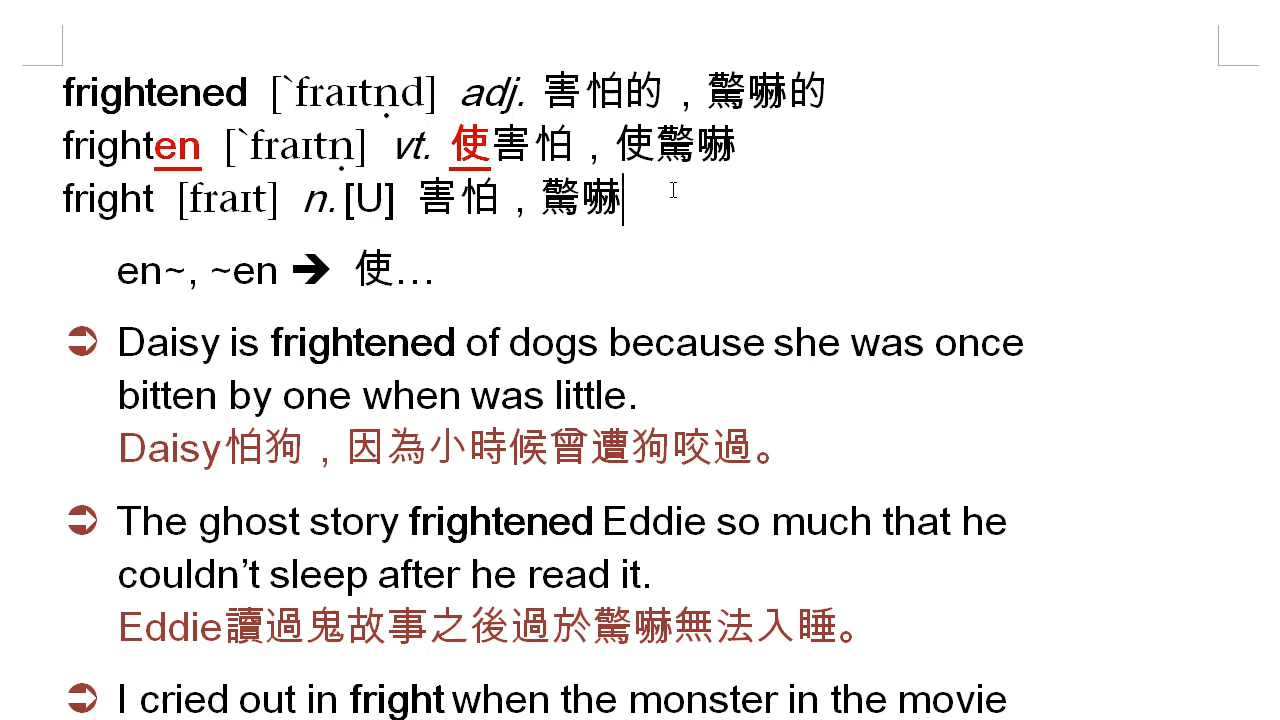 frightened [ˋfraɪtn̩d] adj. 害怕的，驚嚇的
frighten [ˋfraɪtn̩] vt. 使害怕，使驚嚇
fright [fraɪt] n. [U] 害怕，驚嚇
en~, ~en ➔ 使…
➲ Daisy is frightened of dogs because she was once
bitten by one when was little.
Daisy怕狗，因為小時候曾遭狗咬過。
➲ The ghost story frightened Eddie so much that he
couldn’t sleep after he read it.
Eddie讀過鬼故事之後過於驚嚇無法入睡。
➲ I cried out in fright when the monster in the movie